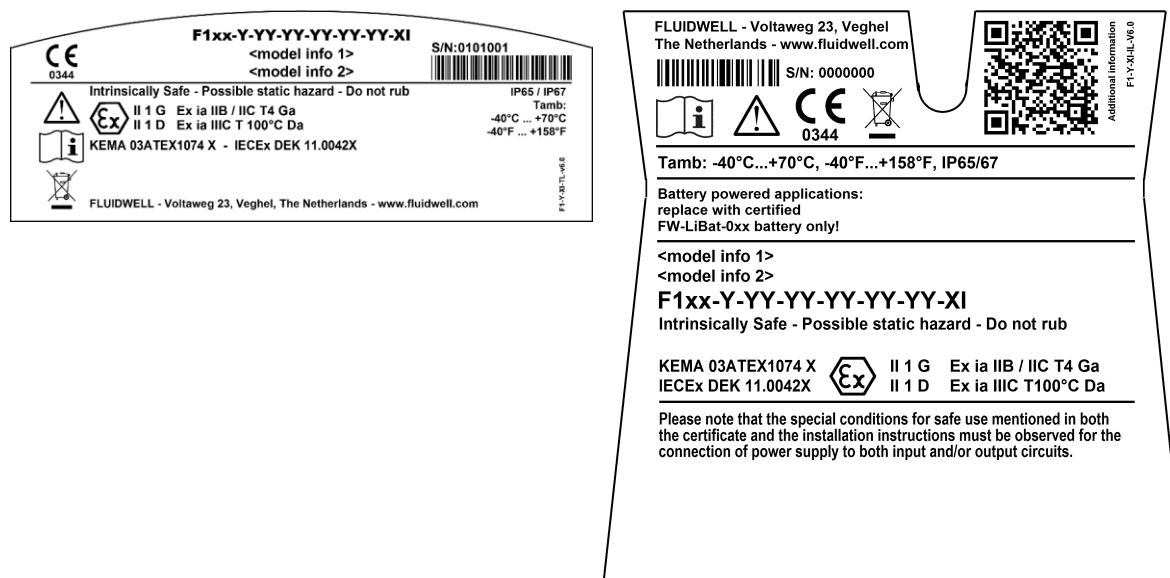 F1xx-Y-YY-YY-YY-YY-YY-XI
<model info 1>
<model info 2>
S/N:0101001
CE
0344
Intrinsically Safe - Possible static hazard - Do not rub
IP65 / IP67
Tamb:
-40°C ... +70°C
-40°F ... +158°F
Ex
II 1 G Ex ia IIB / IIC T4 Ga
II 1 D Ex ia IIIC T 100°C Da
i
KEMA 03ATEX1074 X - IECEx DEK 11.0042X
FLUIDWELL - Voltaweg 23, Veghel, The Netherlands - www.fluidwell.com
F1-Y-XI-TL-v6.0
FLUIDWELL - Voltaweg 23, Veghel
The Netherlands - www.fluidwell.com
S/N: 0000000
i
CE
0344
Additional information
F1-Y-XI-IL-V6.0
Tamb: -40°C...+70°C, -40°F...+158°F, IP65/67
Battery powered applications:
replace with certified
FW-LiBat-0xx battery only!
<model info 1>
<model info 2>
F1xx-Y-YY-YY-YY-YY-YY-XI
Intrinsically Safe - Possible static hazard - Do not rub
KEMA 03ATEX1074 X
IECEx DEK 11.0042X
Ex
II 1 G Ex ia IIB / IIC T4 Ga
II 1 D Ex ia IIIC T100°C Da
Please note that the special conditions for safe use mentioned in both
the certificate and the installation instructions must be observed for the
connection of power supply to both input and/or output circuits.